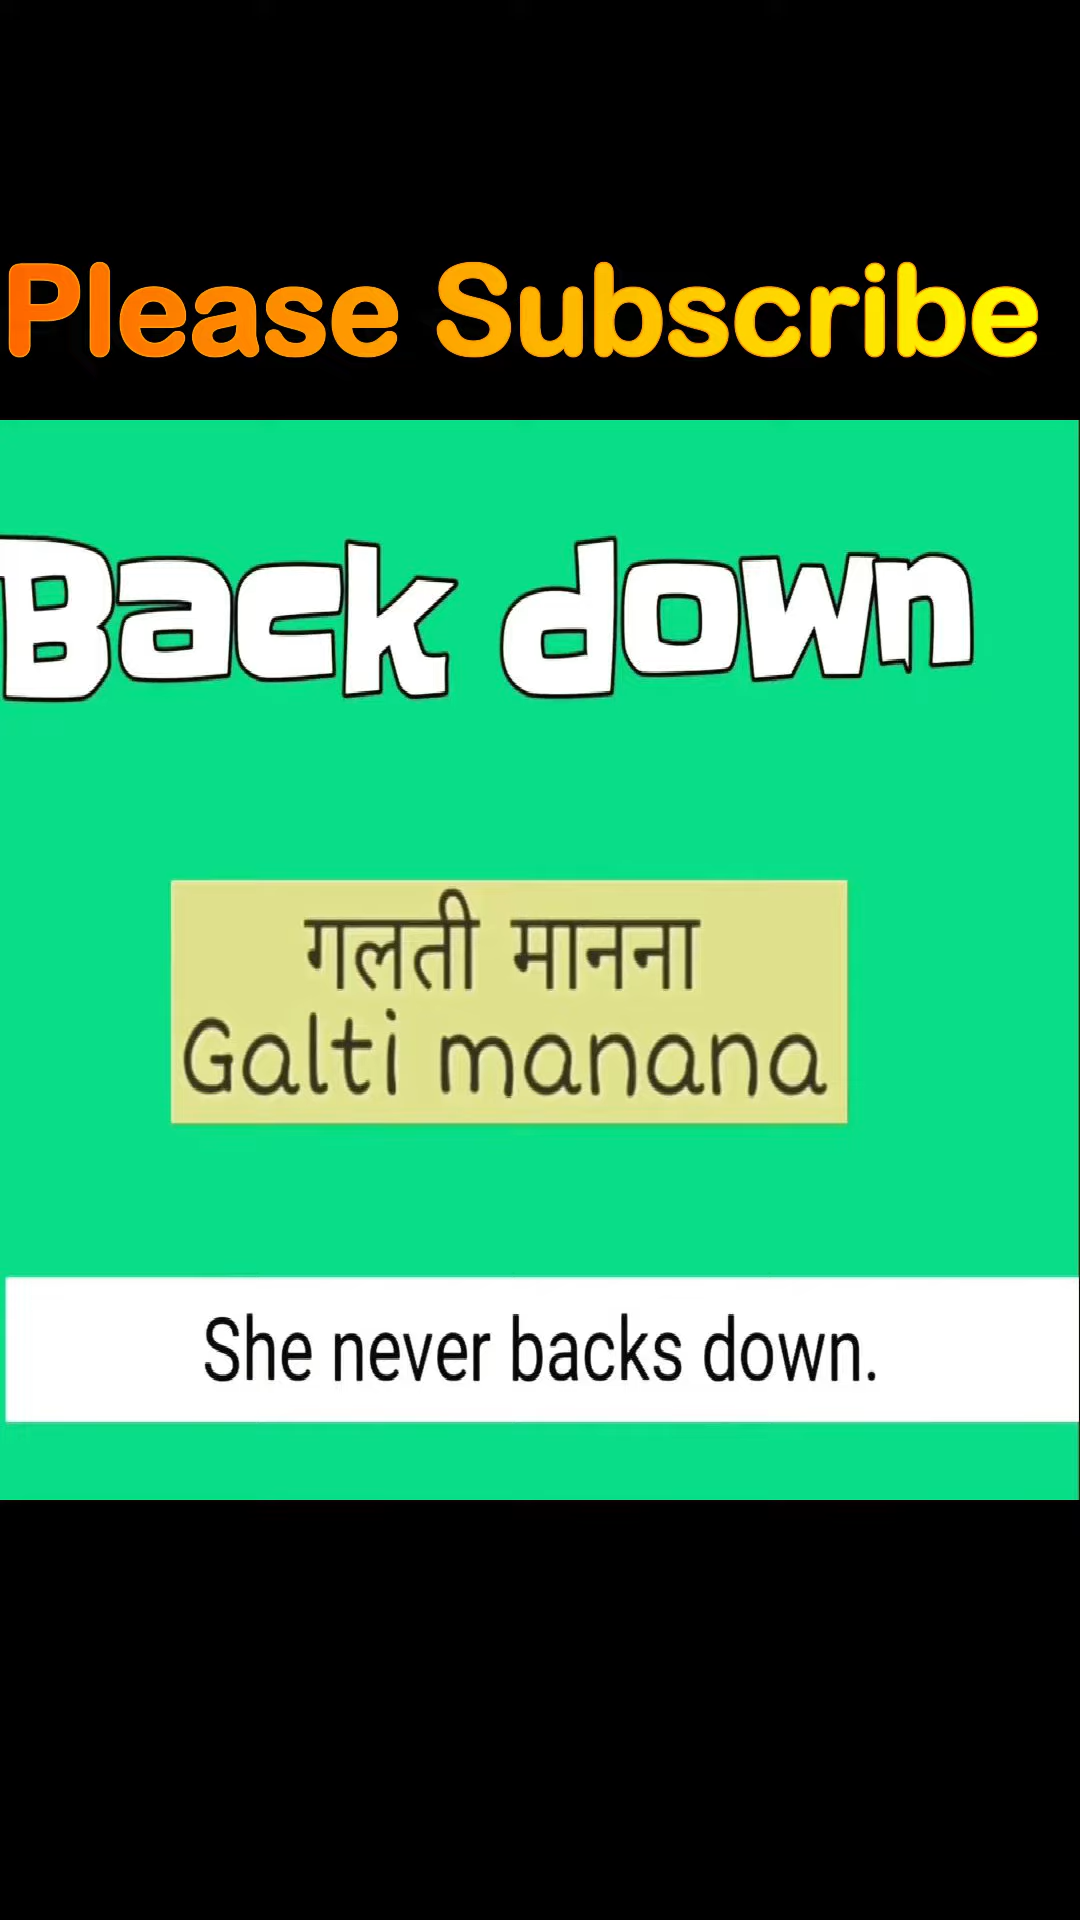 Please Subscribe
Back down
गलती मानना
Galti manana
She never backs down.